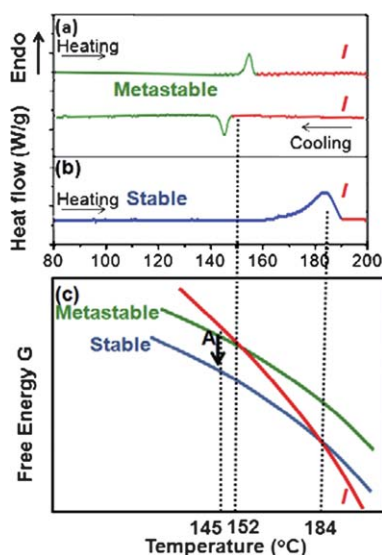 (a)
Heating
I
Metastable
I
Cooling
(b)
Heating
Stable
I
Endo
Heat flow (W/g)
80 100 120 140 160 180 200
(c)
Metastable
A
Stable
I
Free Energy G
145 152 184
Temperature (°C)